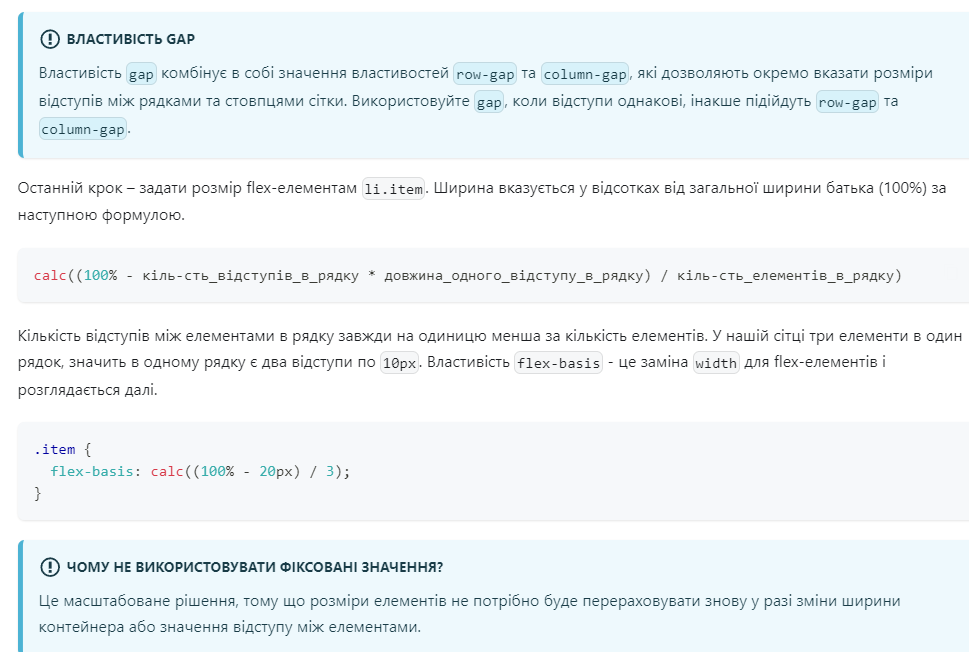 ВЛАСТИВІСТЬ GAP
Властивість gap комбінує в собі значення властивостей row-gap та column-gap, які дозволяють окремо вказати розміри
відступів між рядками та стовпцями сітки. Використовуйте gap, коли відступи однакові, інакше підійдуть row-gap та
column-gap.
Останній крок – задати розмір flex-елементам li.item. Ширина вказується у відсотках від загальної ширини батька (100%) за
наступною формулою.
calc((100% - кіль-сть_відступів_в_рядку * довжина_одного_відступу_в_рядку) / кіль-сть_елементів_в_рядку)
Кількість відступів між елементами в рядку завжди на одиницю менша за кількість елементів. У нашій сітці три елементи в один
рядок, значить в одному рядку є два відступи по 10px. Властивість flex-basis - це заміна width для flex-елементів і
розглядається далі.
.item {
  flex-basis: calc((100% - 20px) / 3);
}
ЧОМУ НЕ ВИКОРИСТОВУВАТИ ФІКСОВАНІ ЗНАЧЕННЯ?
Це масштабоване рішення, тому що розміри елементів не потрібно буде перераховувати знову у разі зміни ширини
контейнера або значення відступу між елементами.